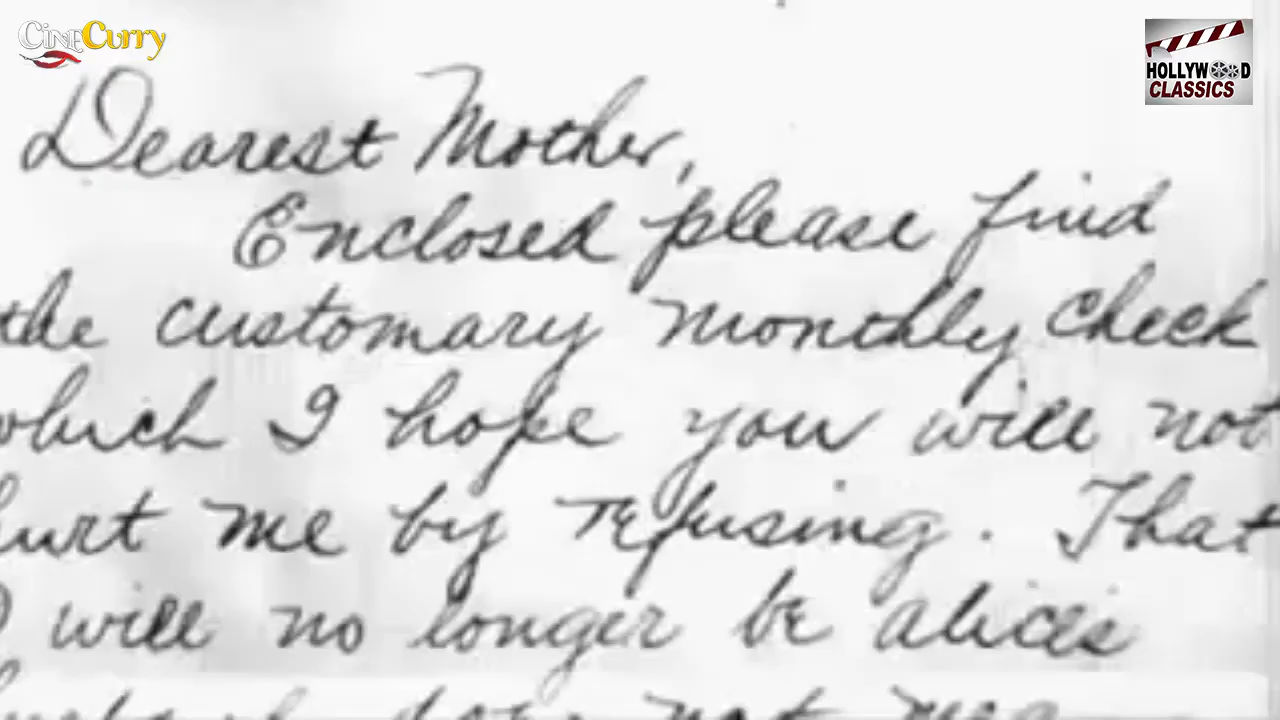 CineCurry
HOLLYWOOD
CLASSICS
Dearest Mother,
Enclosed please find
the customary monthly check
which I hope you will not
hurt me by refusing. That
I will no longer be alices